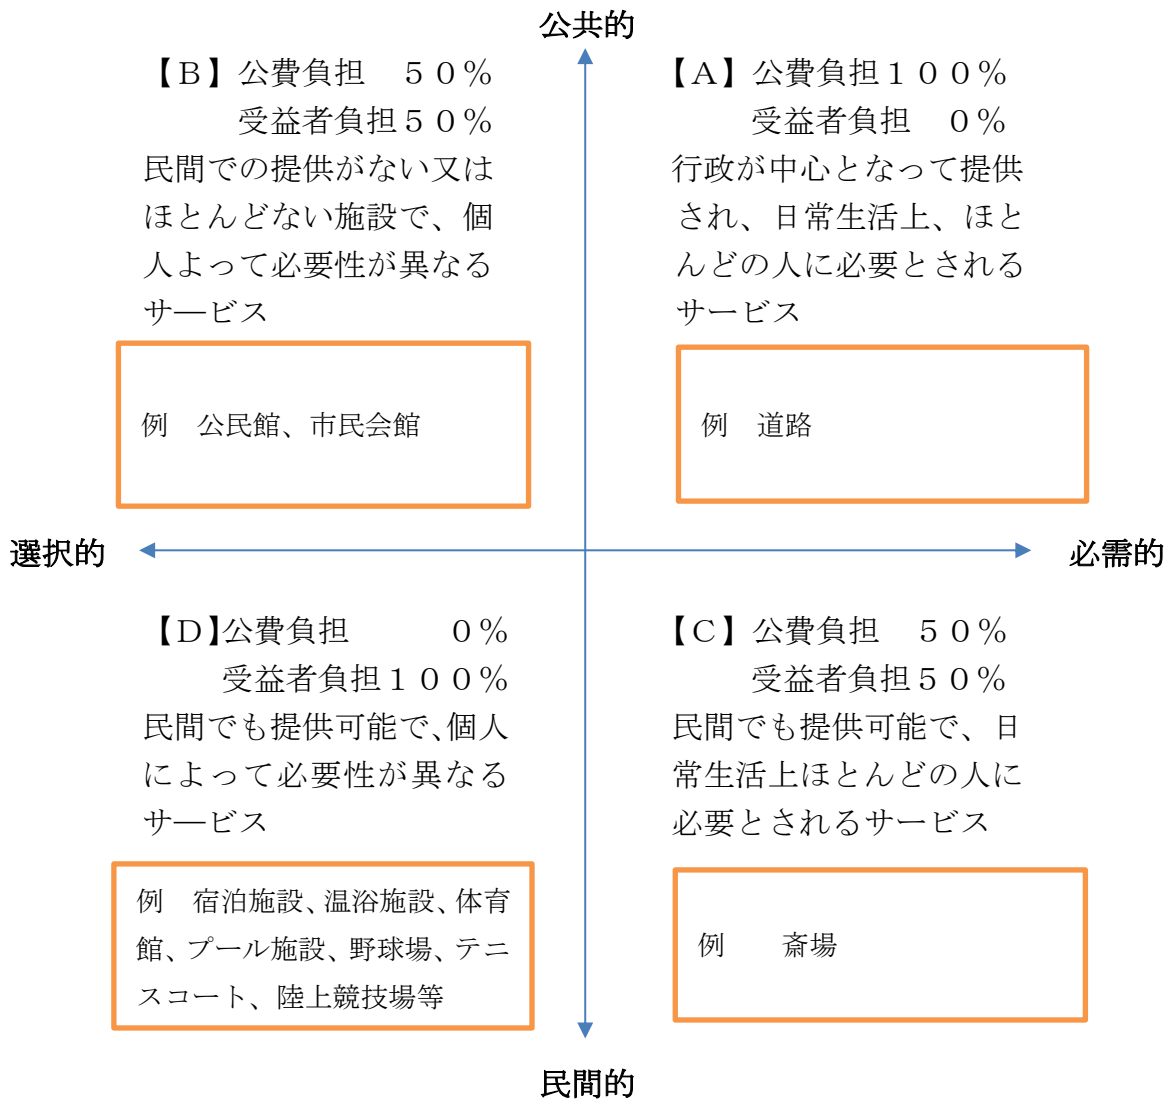 公共的
【B】公費負担　５０％
受益者負担５０％
民間での提供がない又は
ほとんどない施設で、個
人よって必要性が異なる
サ―ビス
例　公民館、市民会館
【A】公費負担１００％
受益者負担　０％
行政が中心となって提供
され、日常生活上、ほと
んどの人に必要とされる
サービス
例　道路
選択的
必需的
【D】公費負担　　　０％
受益者負担１００％
民間でも提供可能で、個人
によって必要性が異なる
サ―ビス
例　宿泊施設、温浴施設、体育
館、プール施設、野球場、テニ
スコート、陸上競技場等
【C】公費負担　５０％
受益者負担５０％
民間でも提供可能で、日
常生活上ほとんどの人に
必要とされるサービス
例　　斎場
民間的